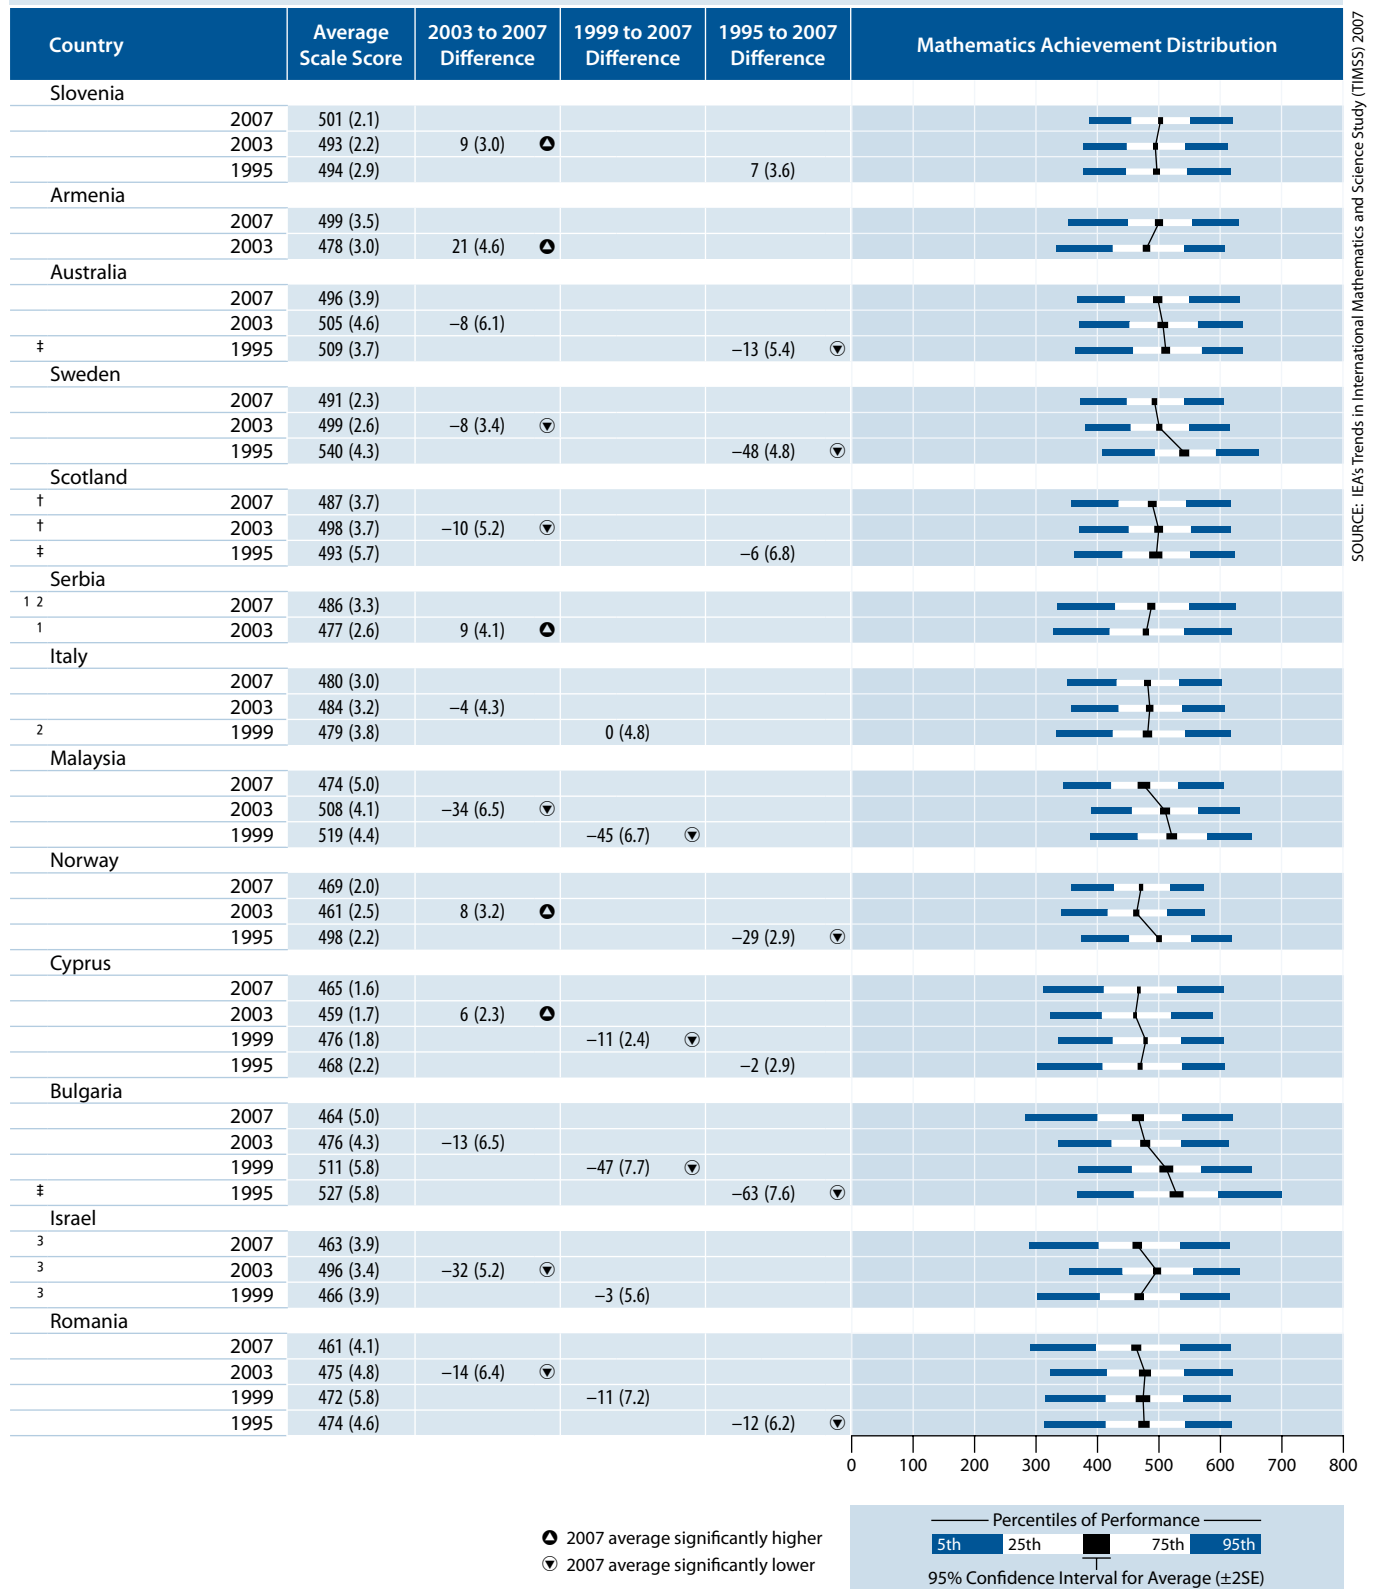 Country Average Scale Score 2003 to 2007 Difference 1999 to 2007 Difference 1995 to 2007 Difference Mathematics Achievement Distribution
Slovenia
2007 501 (2.1)
2003 493 (2.2) 9 (3.0)
1995 494 (2.9) 7 (3.6)
Armenia
2007 499 (3.5)
2003 478 (3.0) 21 (4.6)
Australia
2007 496 (3.9)
2003 505 (4.6) –8 (6.1)
‡ 1995 509 (3.7) –13 (5.4)
Sweden
2007 491 (2.3)
2003 499 (2.6) –8 (3.4)
1995 540 (4.3) –48 (4.8)
Scotland
† 2007 487 (3.7)
† 2003 498 (3.7) –10 (5.2)
‡ 1995 493 (5.7) –6 (6.8)
Serbia
1 2 2007 486 (3.3)
1 2003 477 (2.6) 9 (4.1)
Italy
2007 480 (3.0)
2003 484 (3.2) –4 (4.3)
2 1999 479 (3.8) 0 (4.8)
Malaysia
2007 474 (5.0)
2003 508 (4.1) –34 (6.5)
1999 519 (4.4) –45 (6.7)
Norway
2007 469 (2.0)
2003 461 (2.5) 8 (3.2)
1995 498 (2.2) –29 (2.9)
Cyprus
2007 465 (1.6)
2003 459 (1.7) 6 (2.3)
1999 476 (1.8) –11 (2.4)
1995 468 (2.2) –2 (2.9)
Bulgaria
2007 464 (5.0)
2003 476 (4.3) –13 (6.5)
1999 511 (5.8) –47 (7.7)
‡ 1995 527 (5.8) –63 (7.6)
Israel
3 2007 463 (3.9)
3 2003 496 (3.4) –32 (5.2)
3 1999 466 (3.9) –3 (5.6)
Romania
2007 461 (4.1)
2003 475 (4.8) –14 (6.4)
1999 472 (5.8) –11 (7.2)
1995 474 (4.6) –12 (6.2)
0 100 200 300 400 500 600 700 800
2007 average significantly higher
2007 average significantly lower
Percentiles of Performance
5th 25th 75th 95th
95% Confidence Interval for Average (±2SE)
SOURCE: IEA's Trends in International Mathematics and Science Study (TIMSS) 2007